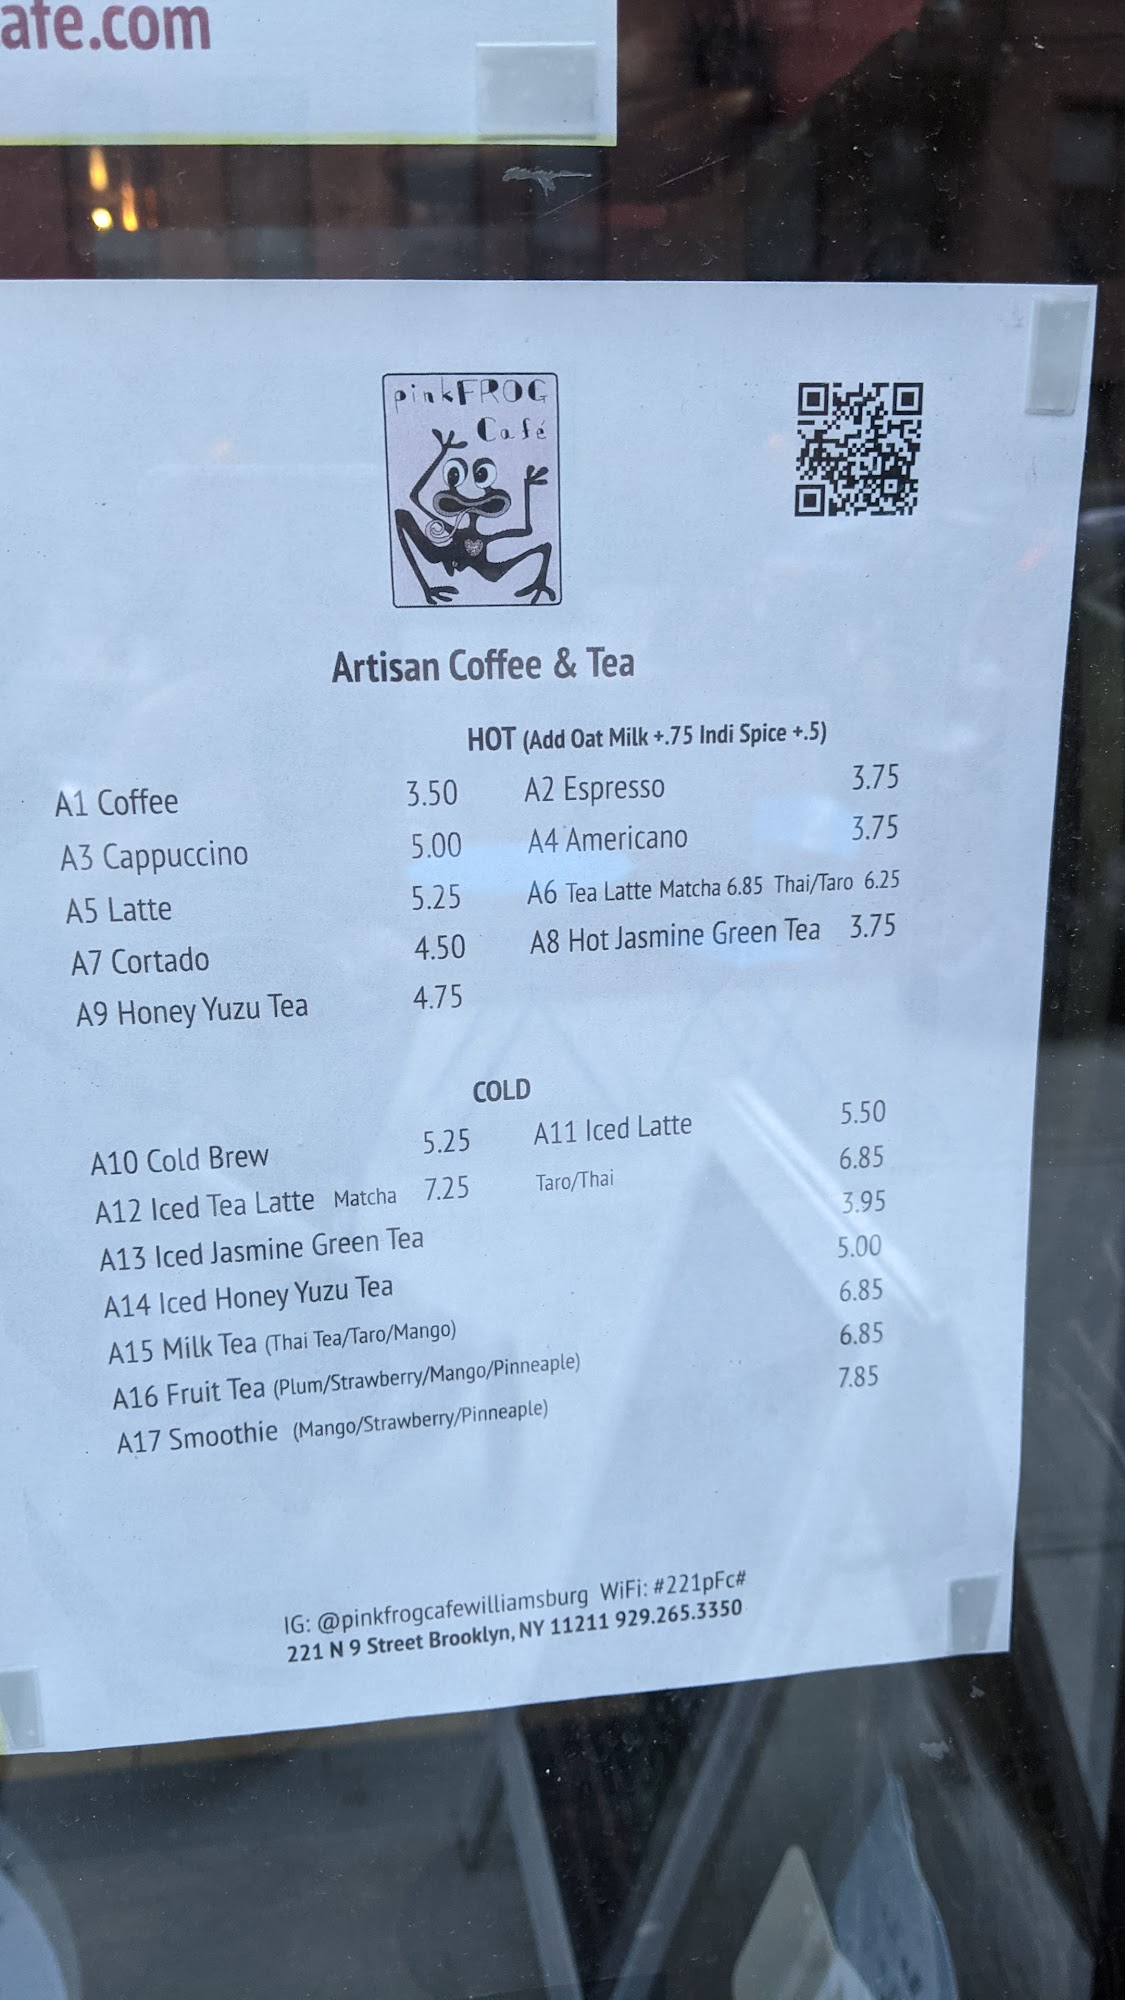 afe.com
pinkFROG
Café
Artisan Coffee & Tea
HOT (Add Oat Milk +.75 Indi Spice +.5)
A1 Coffee 3.50 A2 Espresso 3.75
A3 Cappuccino 5.00 A4 Americano 3.75
A5 Latte 5.25 A6 Tea Latte Matcha 6.85 Thai/Taro 6.25
A7 Cortado 4.50 A8 Hot Jasmine Green Tea 3.75
A9 Honey Yuzu Tea 4.75
COLD
A10 Cold Brew 5.25 A11 Iced Latte 5.50
A12 Iced Tea Latte Matcha 7.25 Taro/Thai 6.85
A13 Iced Jasmine Green Tea 3.95
A14 Iced Honey Yuzu Tea 5.00
A15 Milk Tea (Thai Tea/Taro/Mango) 6.85
A16 Fruit Tea (Plum/Strawberry/Mango/Pinneaple) 6.85
A17 Smoothie (Mango/Strawberry/Pinneaple) 7.85
IG: @pinkfrogcafewilliamsburg WiFi: #221pFc#
221 N 9 Street Brooklyn, NY 11211 929.265.3350